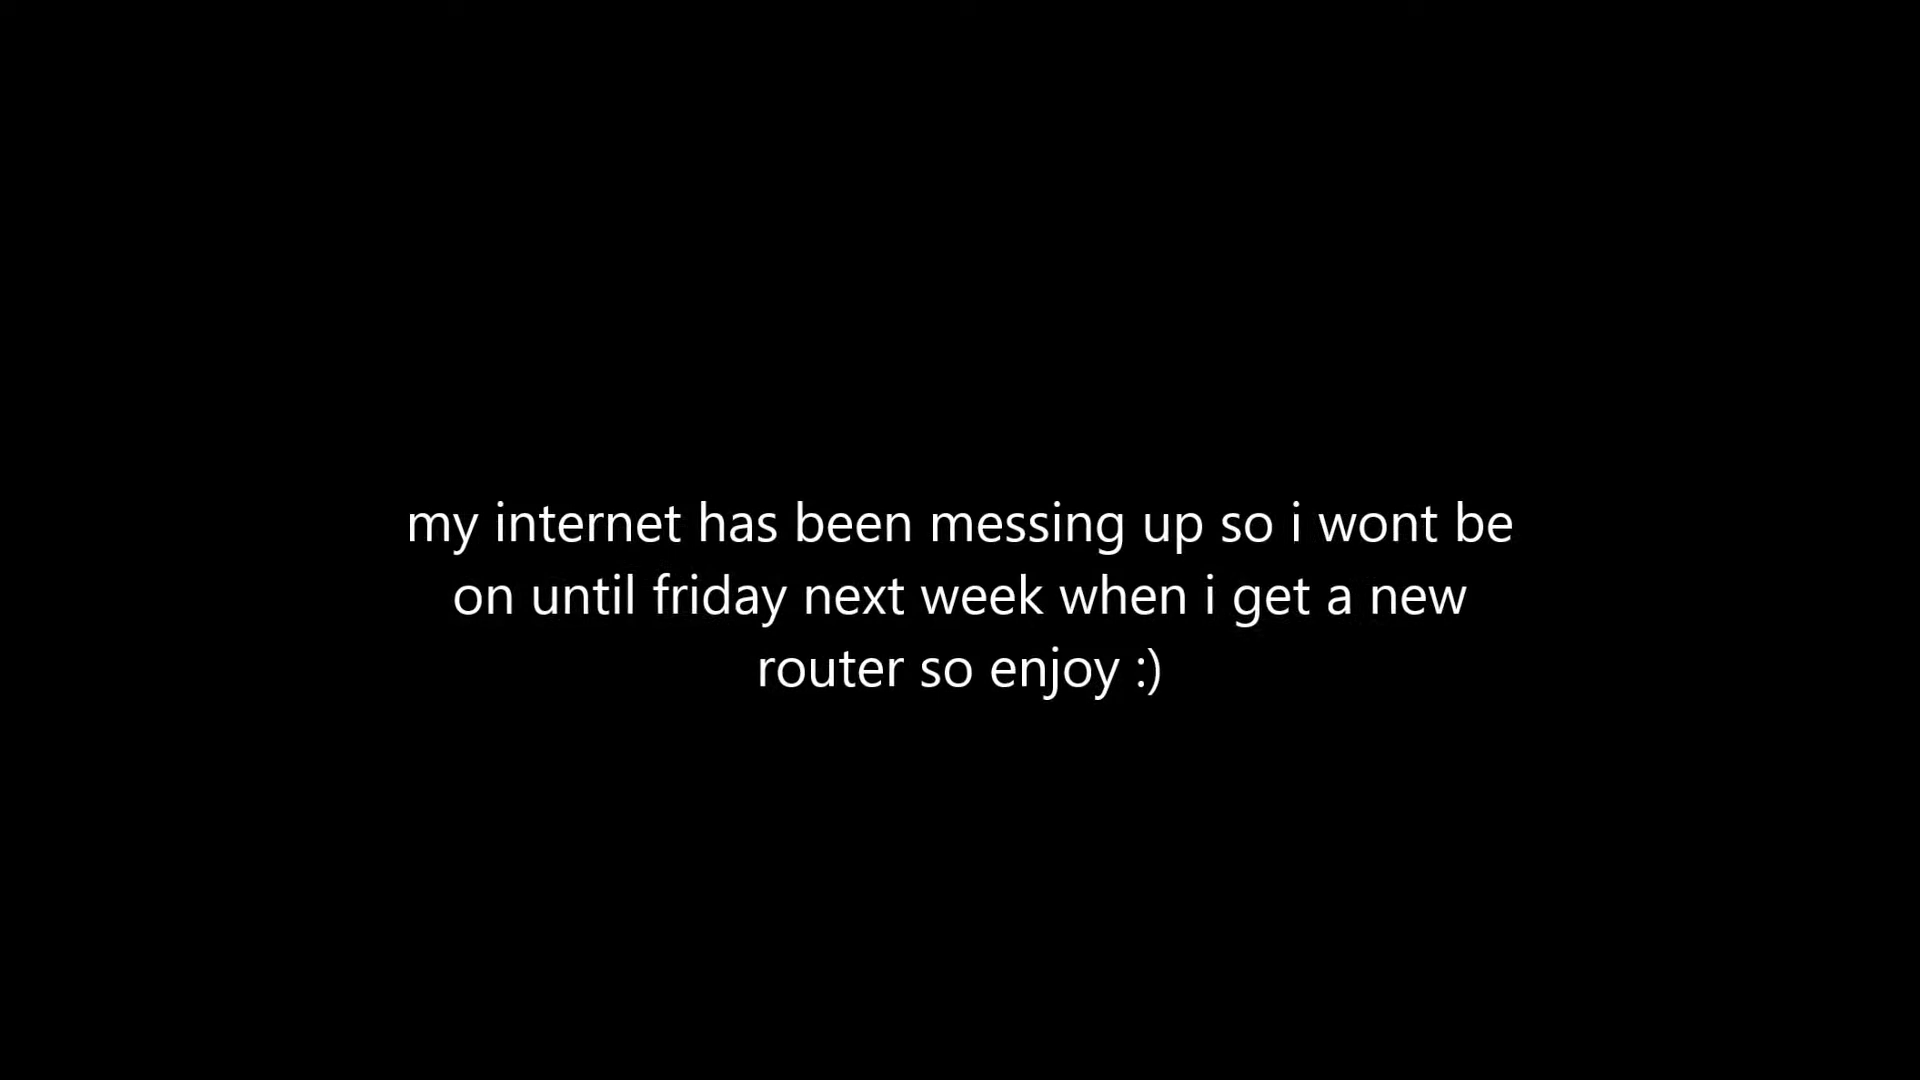 my internet has been messing up so i wont be
on until friday next week when i get a new
router so enjoy :)